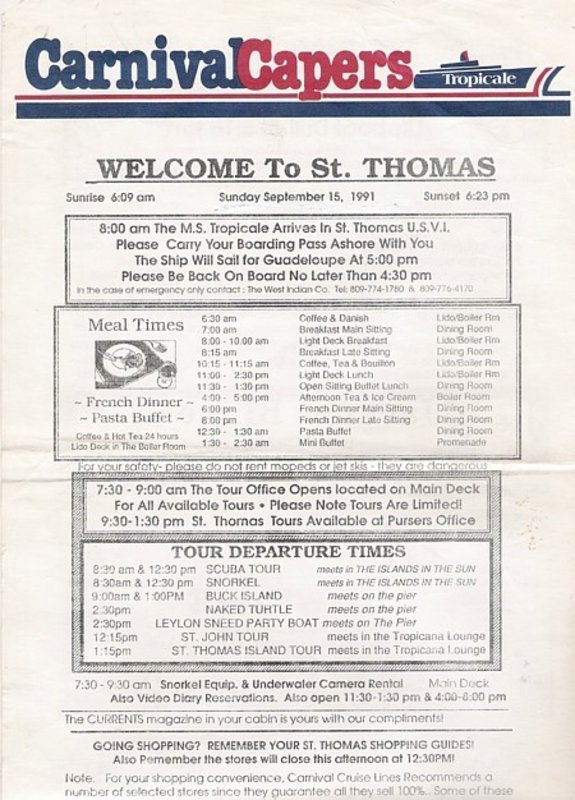 CarnivalCapers Tropicale
WELCOME To St. THOMAS
Sunrise 6:09 am Sunday September 15, 1991 Sunset 6:23 pm
8:00 am The M.S. Tropicale Arrives In St. Thomas U.S.V.I.
Please Carry Your Boarding Pass Ashore With You
The Ship Will Sail for Guadeloupe At 5:00 pm
Please Be Back On Board No Later Than 4:30 pm
In the case of emergency only contact : The West Indian Co. Tel: 809-774-1780 & 809-776-4170
Meal Times
~ French Dinner ~
~ Pasta Buffet ~
Coffee & Hot Tea 24 hours
Lido Deck In The Boiler Room
6:30 am Coffee & Danish Lido/Boiler Rm
7:00 am Breakfast Main Sitting Dining Room
8:00 - 10:00 am Light Deck Breakfast Lido/Boiler Rm
8:15 am Breakfast Late Sitting Dining Room
10:15 - 11:15 am Coffee, Tea & Bouillon Lido/Boiler Rm
11:00 - 2:30 pm Light Deck Lunch Lido/Boiler Rm
11:30 - 1:30 pm Open Sitting Buffet Lunch Dining Room
4:00 - 5:00 pm Afternoon Tea & Ice Cream Boiler Room
6:00 pm French Dinner Main Sitting Dining Room
8:00 pm French Dinner Late Sitting Dining Room
12:30 - 1:30 am Pasta Buffet Dining Room
1:30 - 2:30 am Mini Buffet Promenade
For your safety- please do not rent mopeds or jet skis - they are dangerous
7:30 - 9:00 am The Tour Office Opens located on Main Deck
For All Available Tours • Please Note Tours Are Limited!
9:30-1:30 pm St. Thomas Tours Available at Pursers Office
TOUR DEPARTURE TIMES
8:30 am & 12:30 pm SCUBA TOUR meets in THE ISLANDS IN THE SUN
8:30am & 12:30 pm SNORKEL meets in THE ISLANDS IN THE SUN
9:00am & 1:00PM BUCK ISLAND meets on the pier
2:30pm NAKED TURTLE meets on the pier
2:30pm LEYLON SNEED PARTY BOAT meets on The Pier
12:15pm ST. JOHN TOUR meets in the Tropicana Lounge
1:15pm ST. THOMAS ISLAND TOUR meets in the Tropicana Lounge
7:30 - 9:30 am Snorkel Equip. & Underwater Camera Rental Main Deck
Also Video Diary Reservations. Also open 11:30-1:30 pm & 4:00-8:00 pm
The CURRENTS magazine in your cabin is yours with our compliments!
GOING SHOPPING? REMEMBER YOUR ST. THOMAS SHOPPING GUIDES!
Also Remember the stores will close this afternoon at 12:30PM!
Note: For your shopping convenience, Carnival Cruise Lines Recommends a
number of selected stores since they guarantee all they sell 100%. Some of these